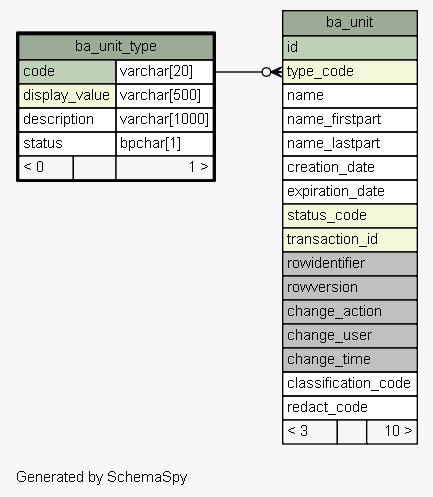 ba_unit_type
code varchar[20]
display_value varchar[500]
description varchar[1000]
status bpchar[1]
< 0 1 >
ba_unit
id
type_code
name
name_firstpart
name_lastpart
creation_date
expiration_date
status_code
transaction_id
rowidentifier
rowversion
change_action
change_user
change_time
classification_code
redact_code
< 3 10 >
Generated by SchemaSpy